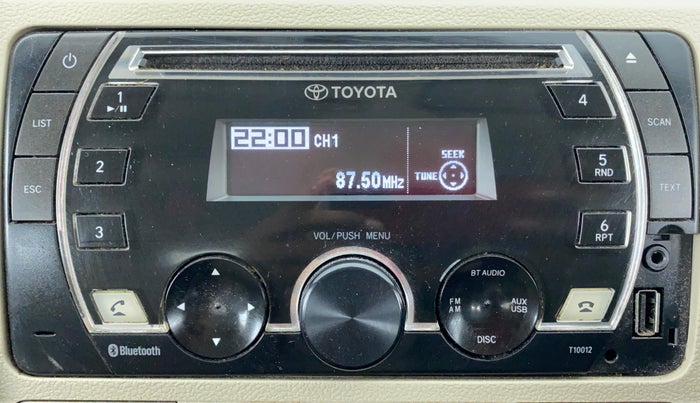 TOYOTA
1
4
LIST
SCAN
22:00 CH1
SEEK
2
5
RND
TUNE
87.50MHz
ESC
TEXT
3
6
RPT
VOL/PUSH MENU
BT AUDIO
FM
AM
AUX
USB
DISC
Bluetooth
T10012